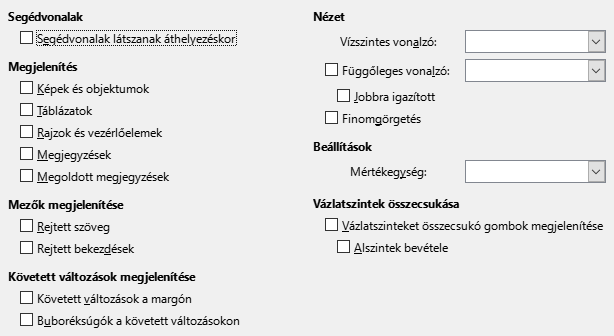 Segédvonalak
Segédvonalak látszanak áthelyezéskor
Megjelenítés
Képek és objektumok
Táblázatok
Rajzok és vezérlőelemek
Megjegyzések
Megoldott megjegyzések
Mezők megjelenítése
Rejtett szöveg
Rejtett bekezdések
Követett változások megjelenítése
Követett változások a margón
Buboréksúgók a követett változásokon
Nézet
Vízszintes vonalzó:
Függőleges vonalzó:
Jobbra igazított
Finomgörgetés
Beállítások
Mértékegység:
Vázlatszintek összecsukása
Vázlatszinteket összecsukó gombok megjelenítése
Alszintek bevétele